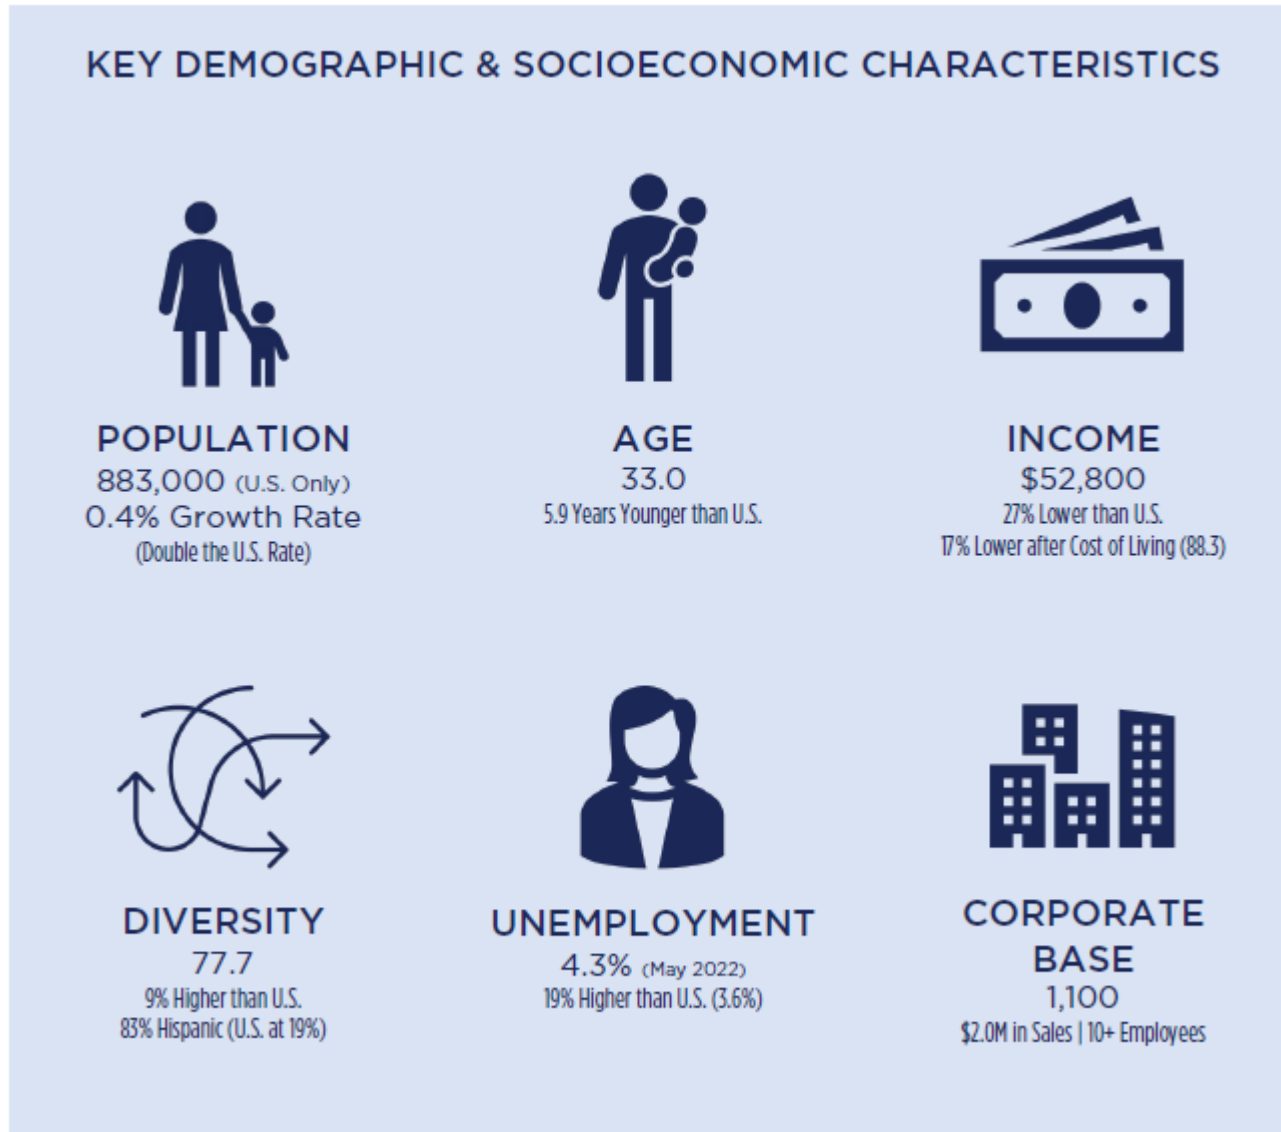 KEY DEMOGRAPHIC & SOCIOECONOMIC CHARACTERISTICS
POPULATION
883,000 (U.S. Only)
0.4% Growth Rate
(Double the U.S. Rate)
AGE
33.0
5.9 Years Younger than U.S.
INCOME
$52,800
27% Lower than U.S.
17% Lower after Cost of Living (88.3)
DIVERSITY
77.7
9% Higher than U.S.
83% Hispanic (U.S. at 19%)
UNEMPLOYMENT
4.3% (May 2022)
19% Higher than U.S. (3.6%)
CORPORATE
BASE
1,100
$2.0M in Sales | 10+ Employees